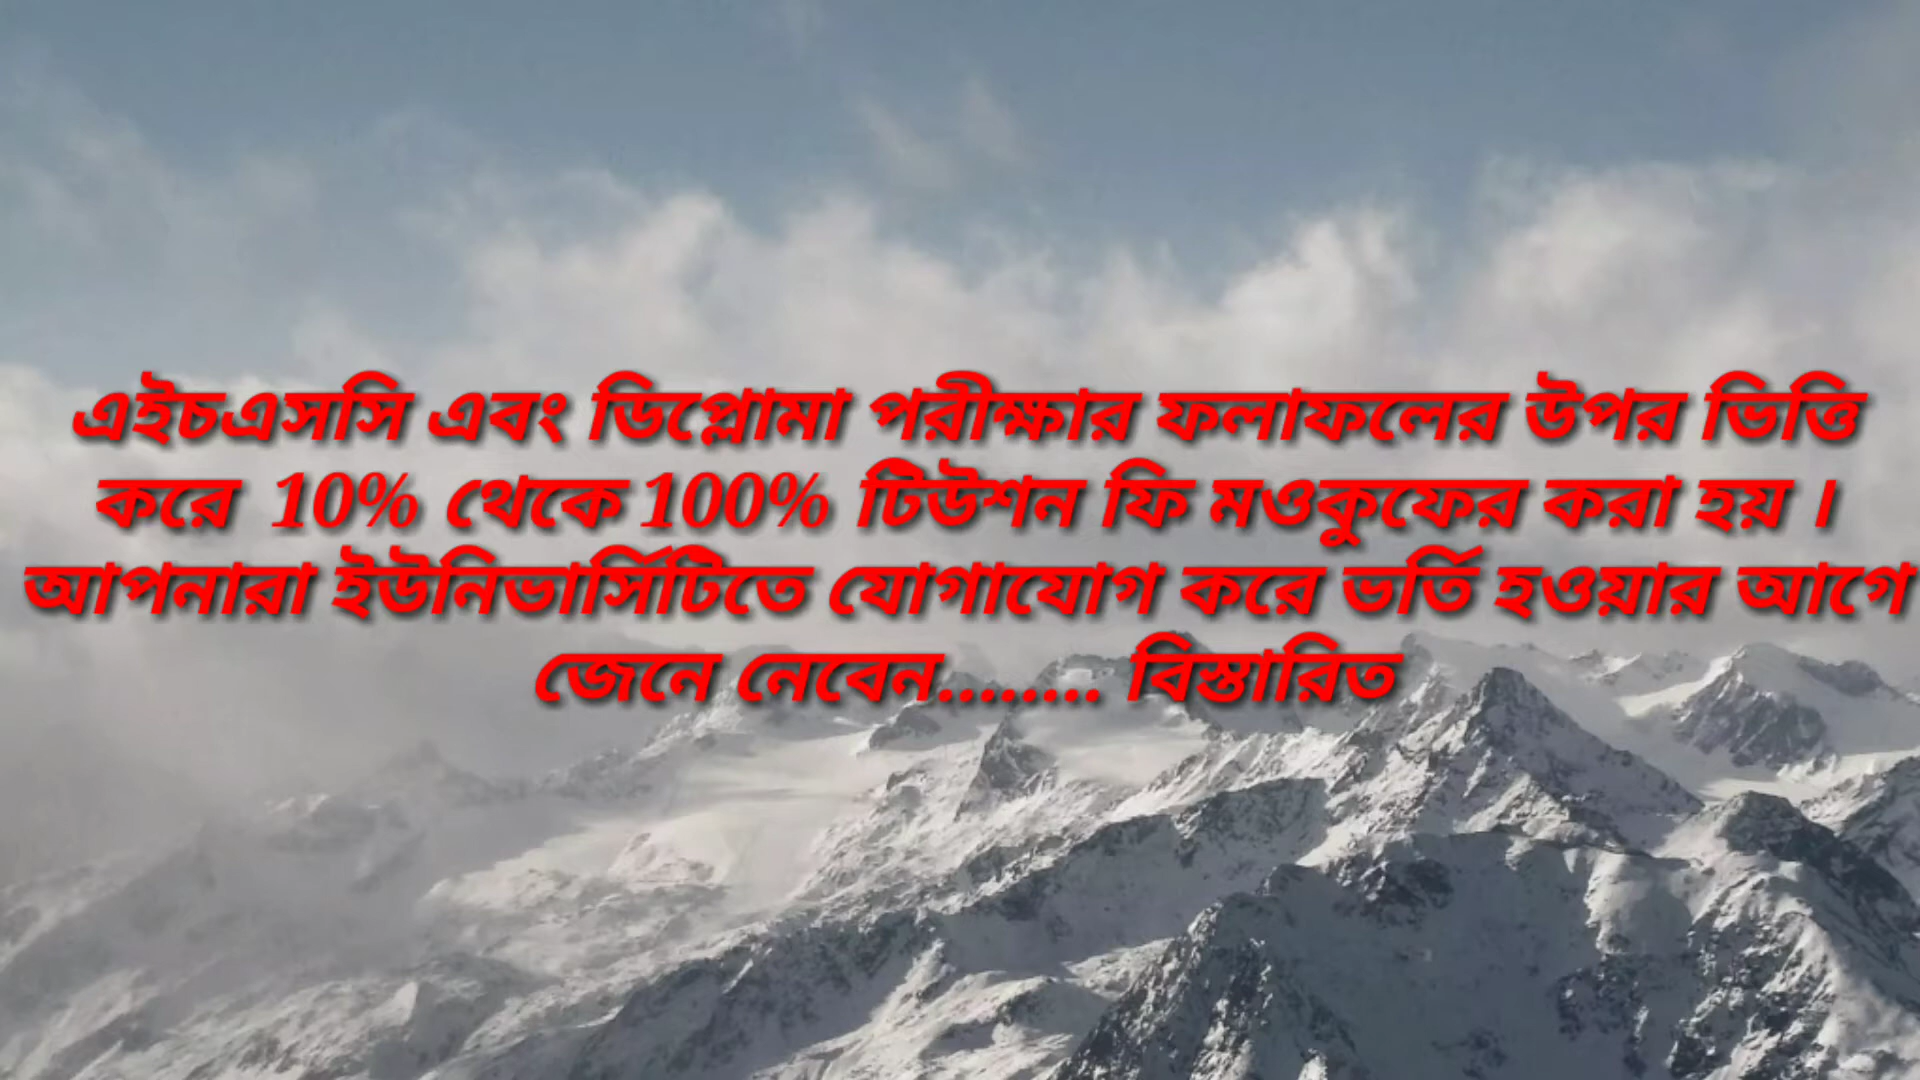 এইচএসসি এবং ডিপ্লোমা পরীক্ষার ফলাফলের উপর ভিত্তি
করে 10% থেকে 100% টিউশন ফি মওকুফের করা হয় ।
আপনারা ইউনিভার্সিটিতে যোগাযোগ করে ভর্তি হওয়ার আগে
জেনে নেবেন........ বিস্তারিত